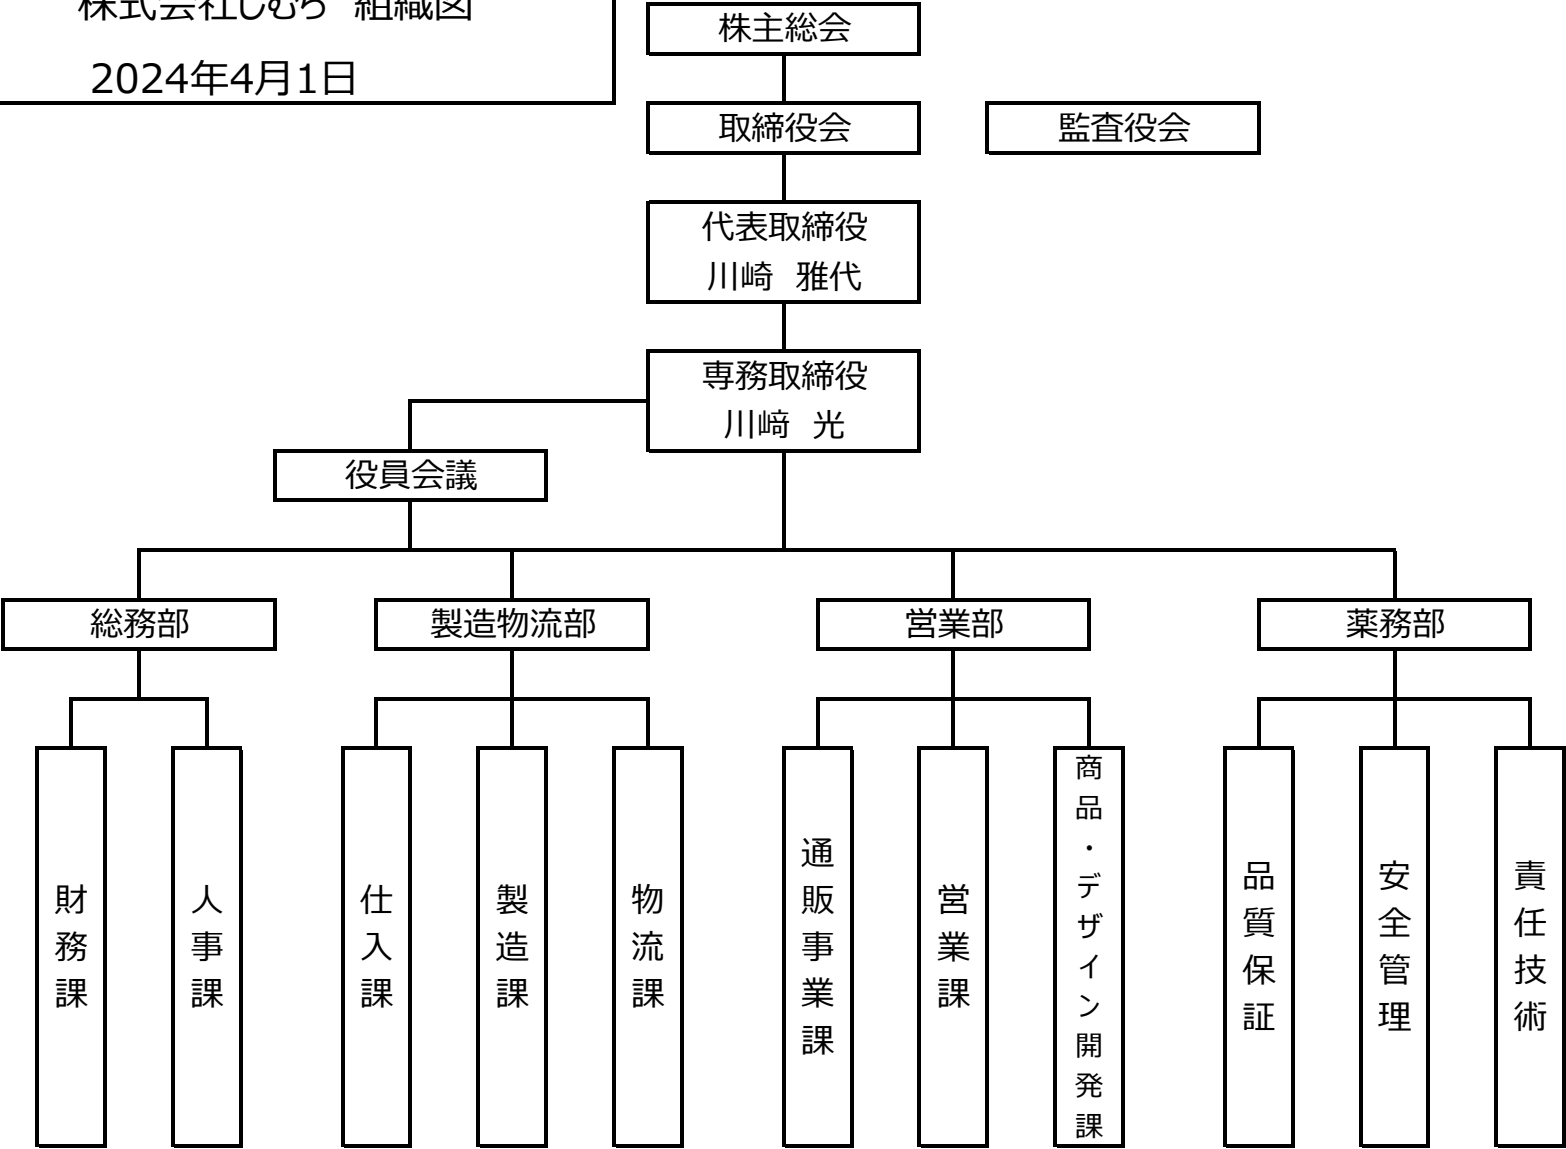 株式会社しむら 組織図
2024年4月1日
株主総会
取締役会
監査役会
代表取締役
川崎 雅代
専務取締役
川﨑 光
役員会議
総務部
製造物流部
営業部
薬務部
財務課
人事課
仕入課
製造課
物流課
通販事業課
営業課
商品・デザイン開発課
品質保証
安全管理
責任技術